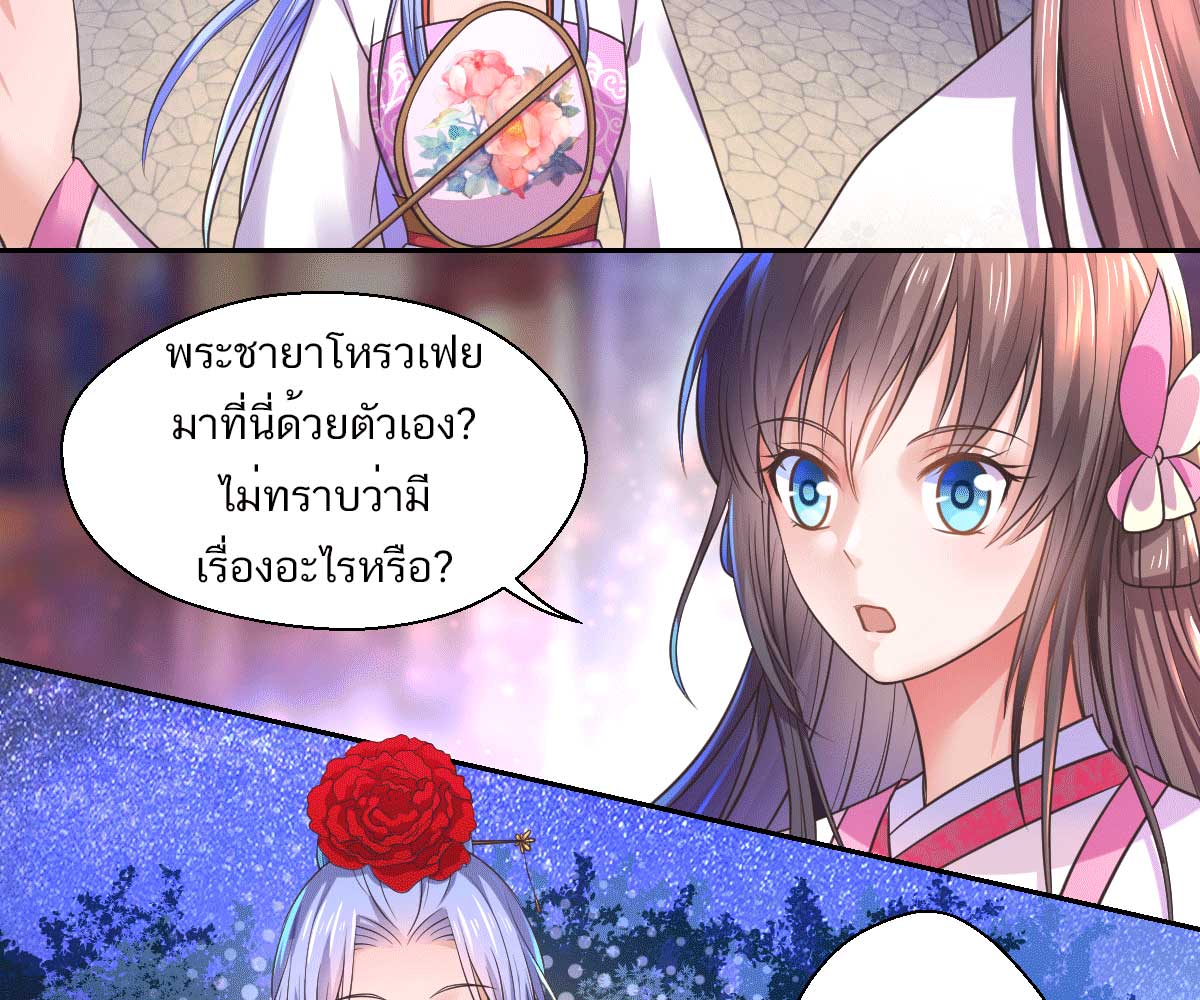 พระชายาโหรวเฟย
มาที่นี่ด้วยตัวเอง?
ไม่ทราบว่ามี
เรื่องอะไรหรือ?